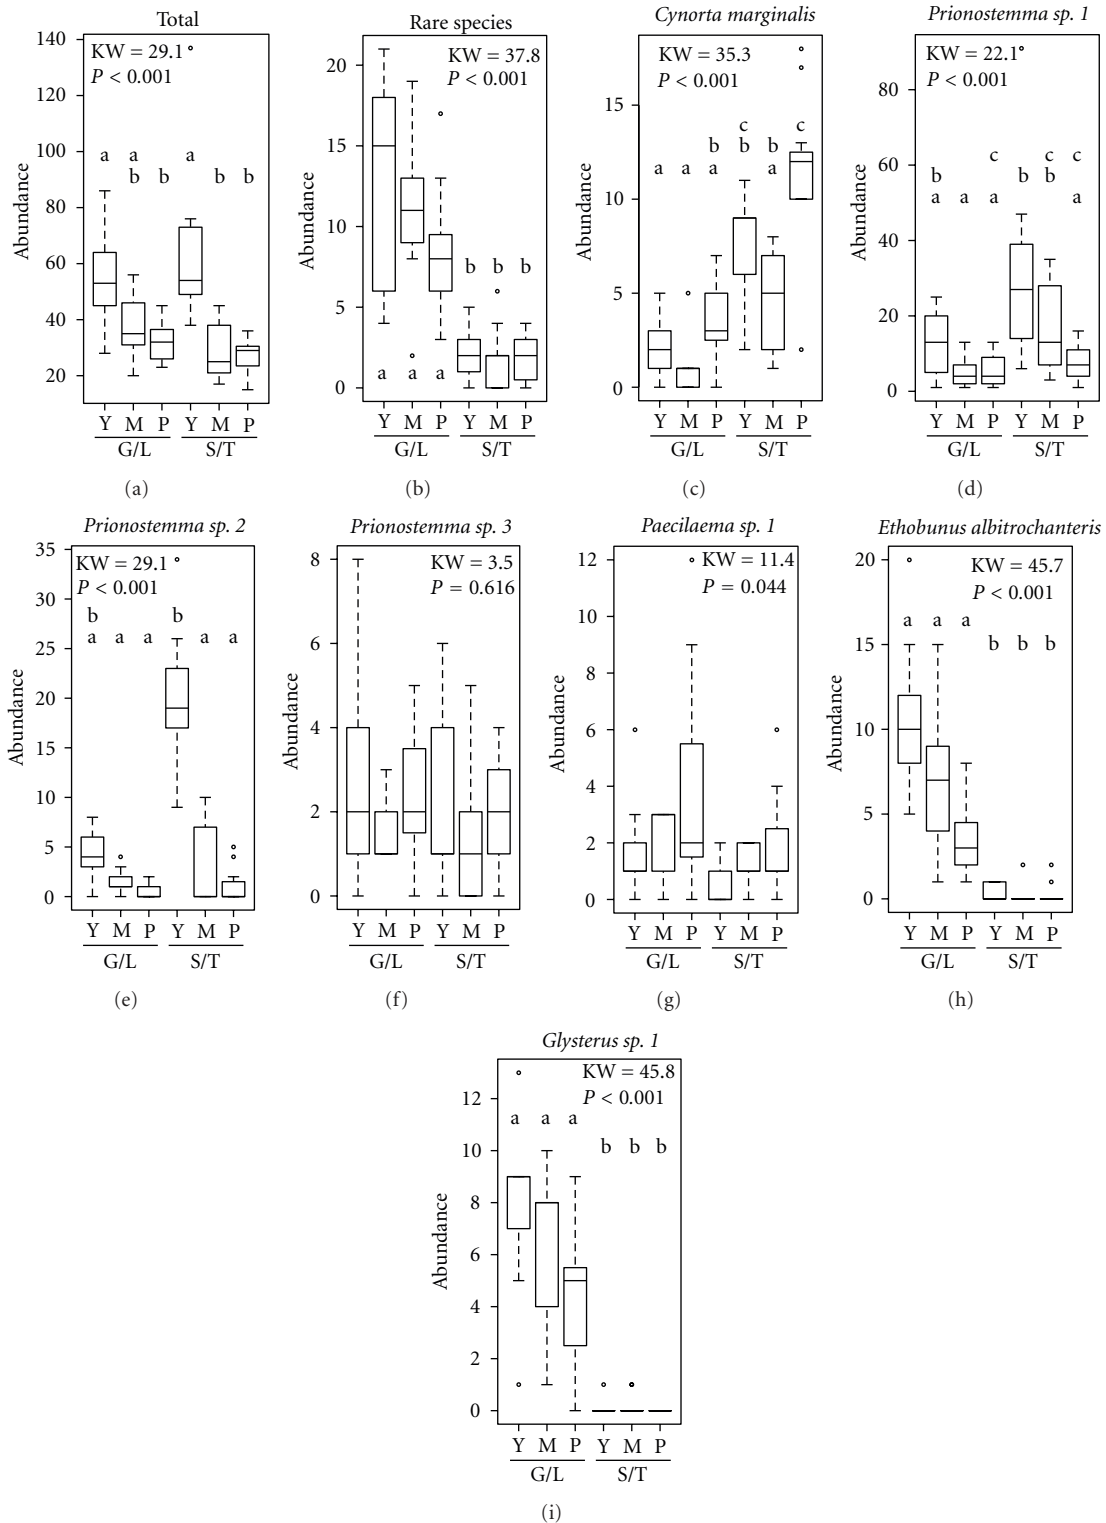 Total
KW = 29.1
P < 0.001
140
120
100
80
60
40
20
Abundance
a a a
b b b b
Y M P Y M P
G/L S/T
(a)
Rare species
KW = 37.8
P < 0.001
20
15
10
5
0
Abundance
b b b
a a a
Y M P Y M P
G/L S/T
(b)
Cynorta marginalis
KW = 35.3
P < 0.001
15
10
5
0
Abundance
c c
b b b b
a a a a
Y M P Y M P
G/L S/T
(c)
Prionostemma sp. 1
KW = 22.1
P < 0.001
80
60
40
20
0
Abundance
c c c
b b b
a a a a
Y M P Y M P
G/L S/T
(d)
Prionostemma sp. 2
KW = 29.1
P < 0.001
35
30
25
20
15
10
5
0
Abundance
b b
a a a a a
Y M P Y M P
G/L S/T
(e)
Prionostemma sp. 3
KW = 3.5
P = 0.616
8
6
4
2
0
Abundance
Y M P Y M P
G/L S/T
(f)
Paecilaema sp. 1
KW = 11.4
P = 0.044
12
10
8
6
4
2
0
Abundance
Y M P Y M P
G/L S/T
(g)
Ethobunus albitrochanteris
KW = 45.7
P < 0.001
20
15
10
5
0
Abundance
a a a
b b b
Y M P Y M P
G/L S/T
(h)
Glysterus sp. 1
KW = 45.8
P < 0.001
12
10
8
6
4
2
0
Abundance
a a a
b b b
Y M P Y M P
G/L S/T
(i)